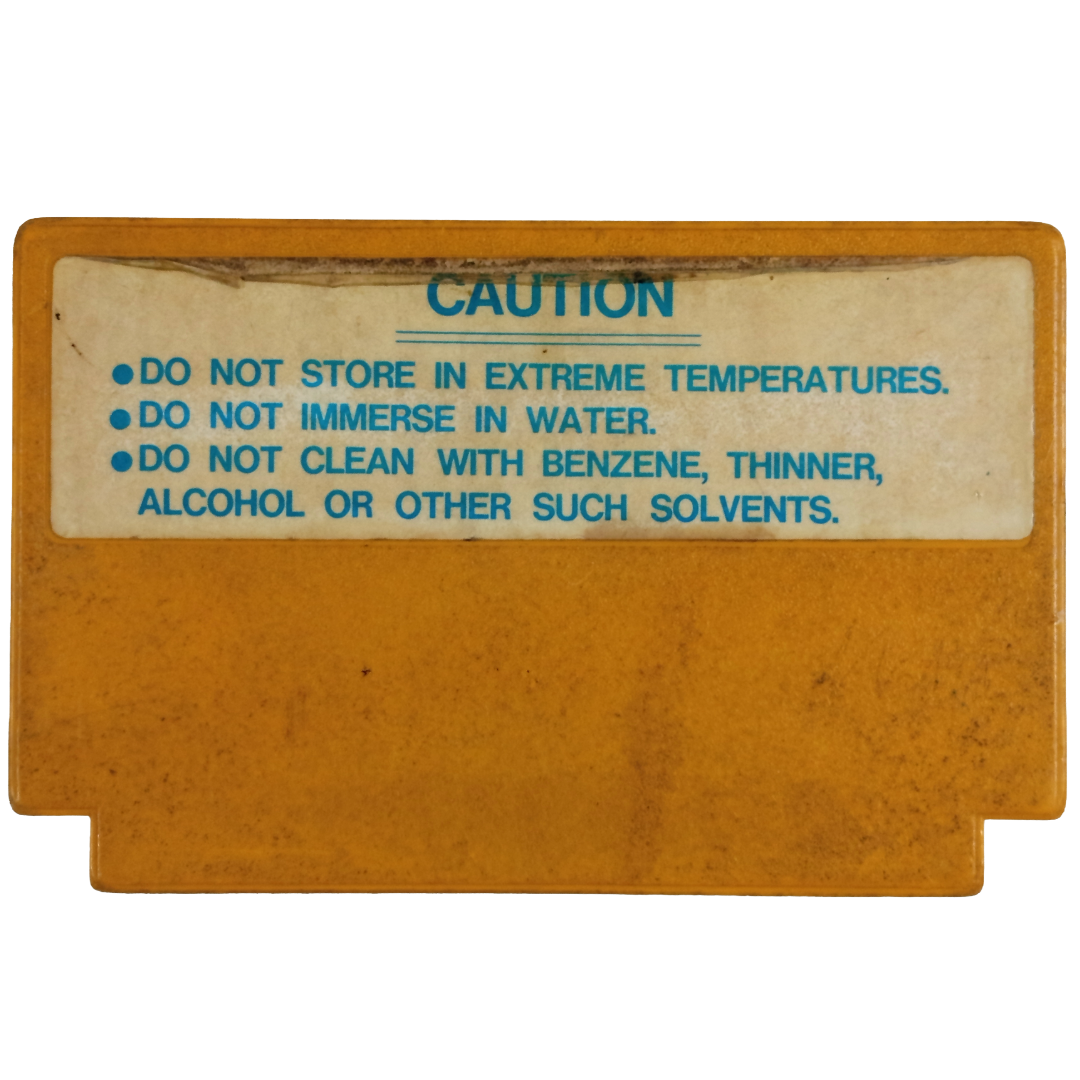 CAUTION
●DO NOT STORE IN EXTREME TEMPERATURES.
●DO NOT IMMERSE IN WATER.
●DO NOT CLEAN WITH BENZENE, THINNER,
ALCOHOL OR OTHER SUCH SOLVENTS.